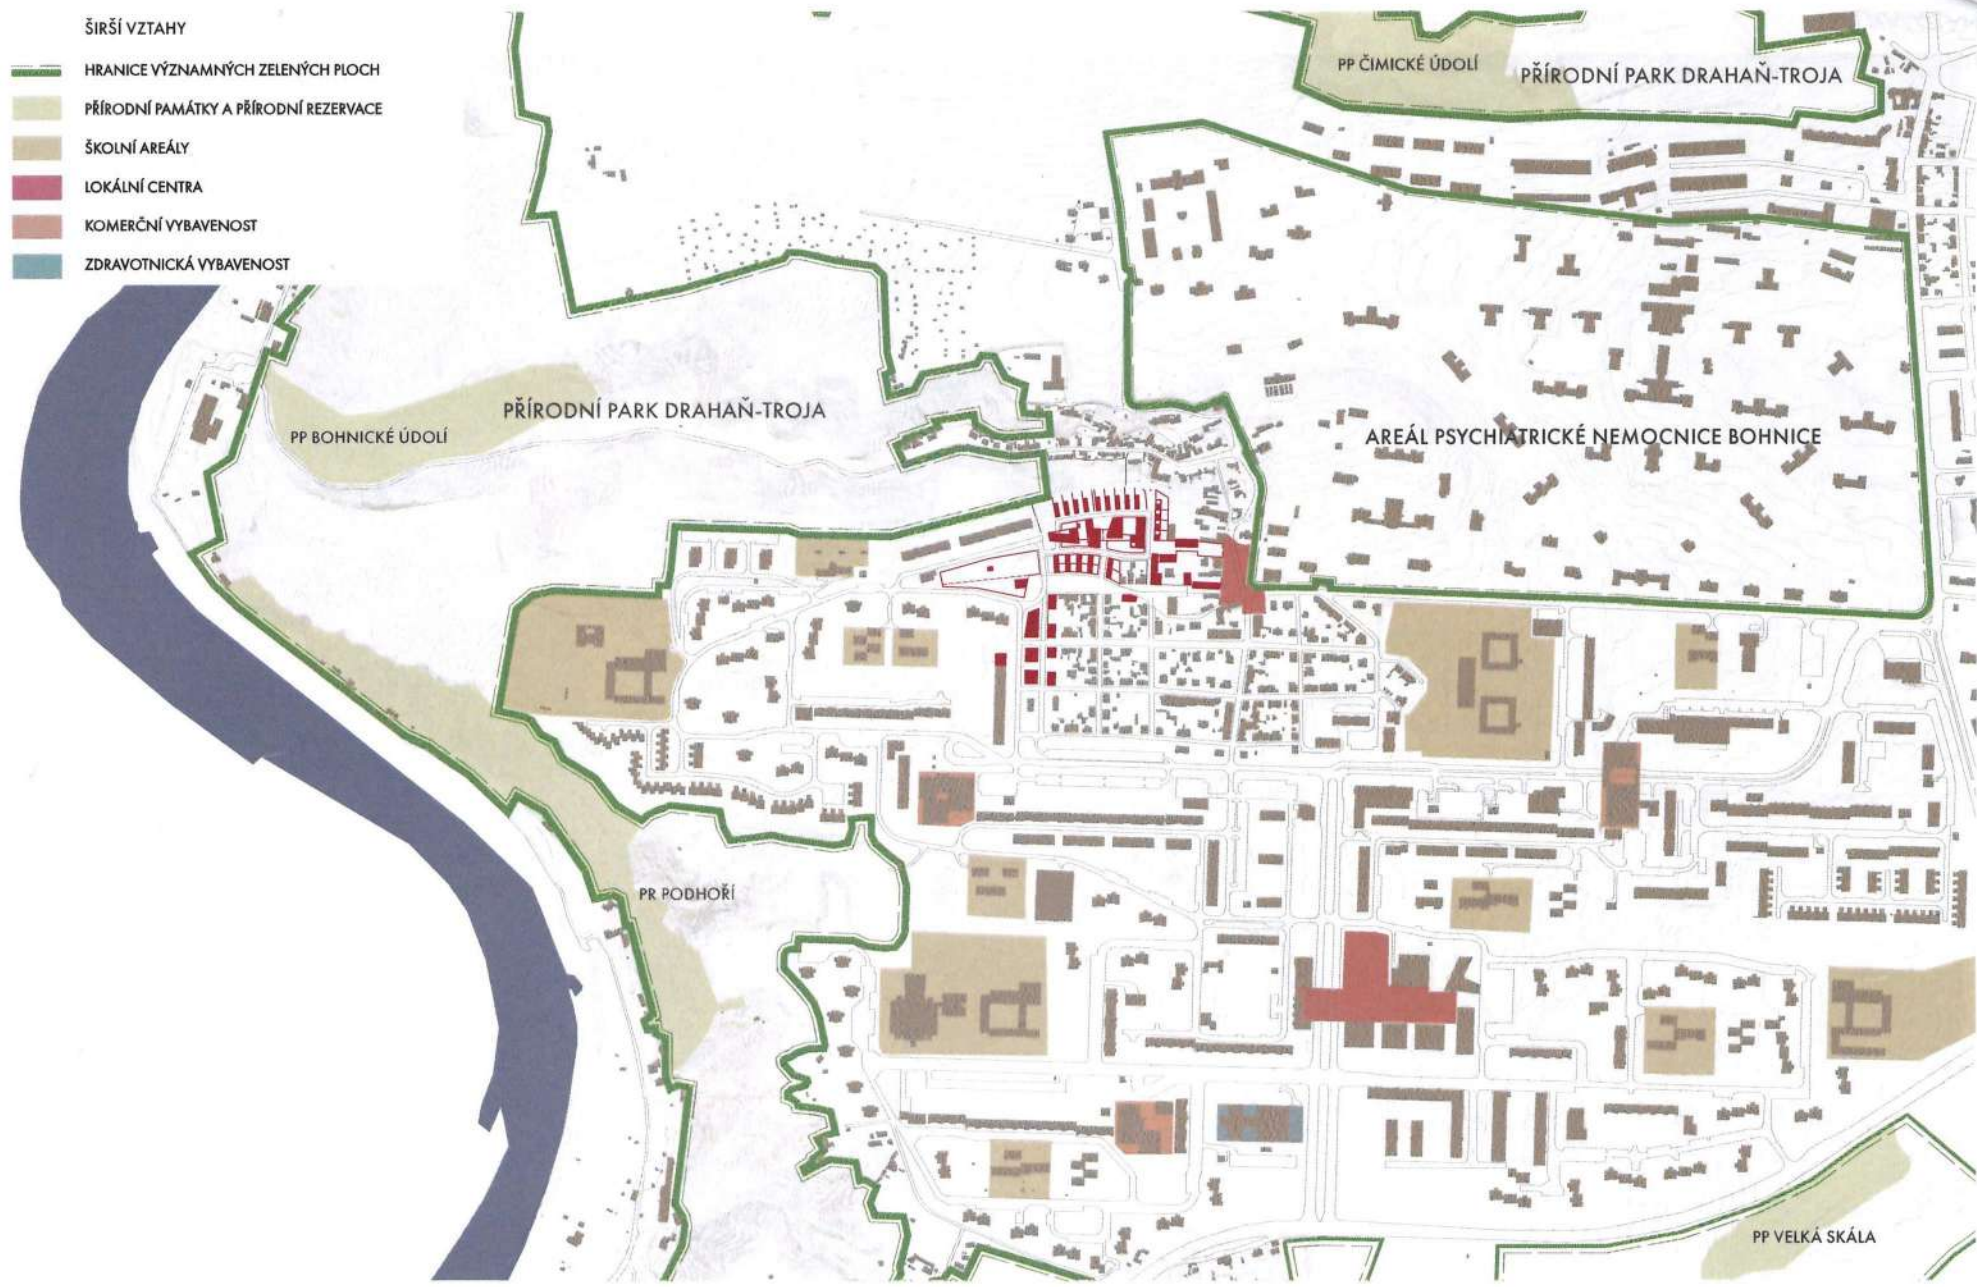 ŠIRŠÍ VZTAHY
HRANICE VÝZNAMNÝCH ZELENÝCH PLOCH
PŘÍRODNÍ PAMÁTKY A PŘÍRODNÍ REZERVACE
ŠKOLNÍ AREÁLY
LOKÁLNÍ CENTRA
KOMERČNÍ VYBAVENOST
ZDRAVOTNICKÁ VYBAVENOST
PP ČIMICKÉ ÚDOLÍ
PŘÍRODNÍ PARK DRAHAŇ-TROJA
PŘÍRODNÍ PARK DRAHAŇ-TROJA
PP BOHNICKÉ ÚDOLÍ
AREÁL PSYCHIATRICKÉ NEMOCNICE BOHNICE
PR PODHOŘÍ
PP VELKÁ SKÁLA